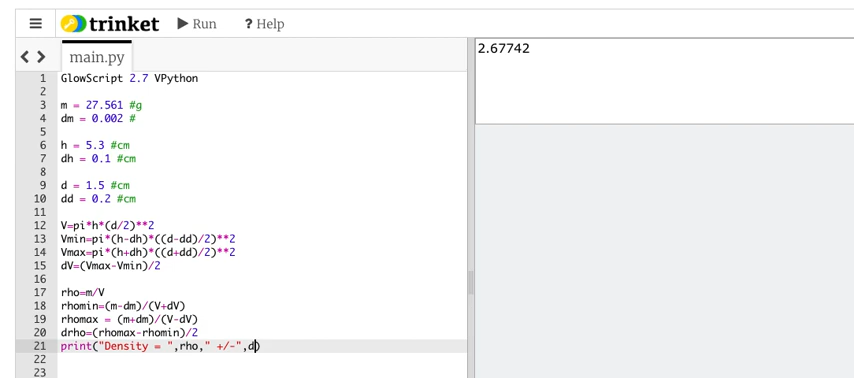 trinket Run ? Help
main.py
2.67742
1 GlowScript 2.7 VPython
2
3 m = 27.561 #g
4 dm = 0.002 #
5
6 h = 5.3 #cm
7 dh = 0.1 #cm
8
9 d = 1.5 #cm
10 dd = 0.2 #cm
11
12 V=pi*h*(d/2)**2
13 Vmin=pi*(h-dh)*((d-dd)/2)**2
14 Vmax=pi*(h+dh)*((d+dd)/2)**2
15 dV=(Vmax-Vmin)/2
16
17 rho=m/V
18 rhomin=(m-dm)/(V+dV)
19 rhomax = (m+dm)/(V-dV)
20 drho=(rhomax-rhomin)/2
21 print("Density = ",rho," +/-",d)
22
23